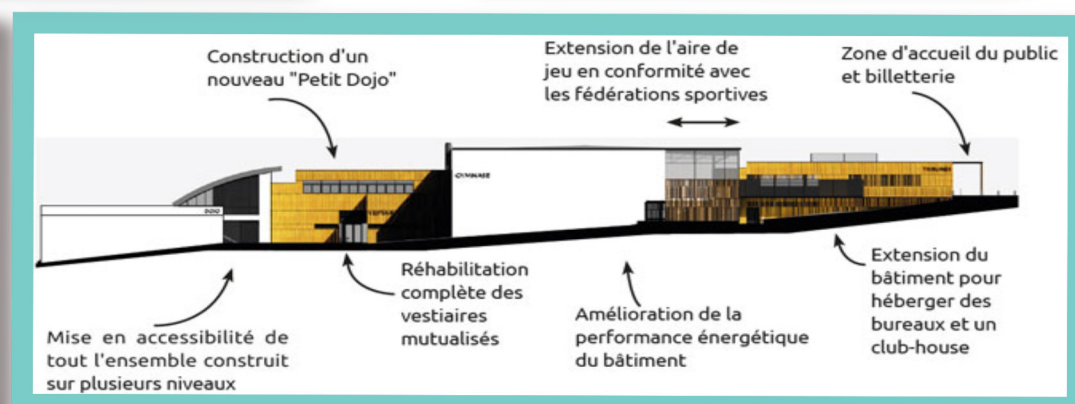 Construction d'un
nouveau "Petit Dojo"
Extension de l'aire de
jeu en conformité avec
les fédérations sportives
Zone d'accueil du public
et billetterie
DOJO
GYMNASE
TRIBUNES
Mise en accessibilité de
tout l'ensemble construit
sur plusieurs niveaux
Réhabilitation
complète des
vestiaires
mutualisés
Amélioration de la
performance énergétique
du bâtiment
Extension du
bâtiment pour
héberger des
bureaux et un
club-house